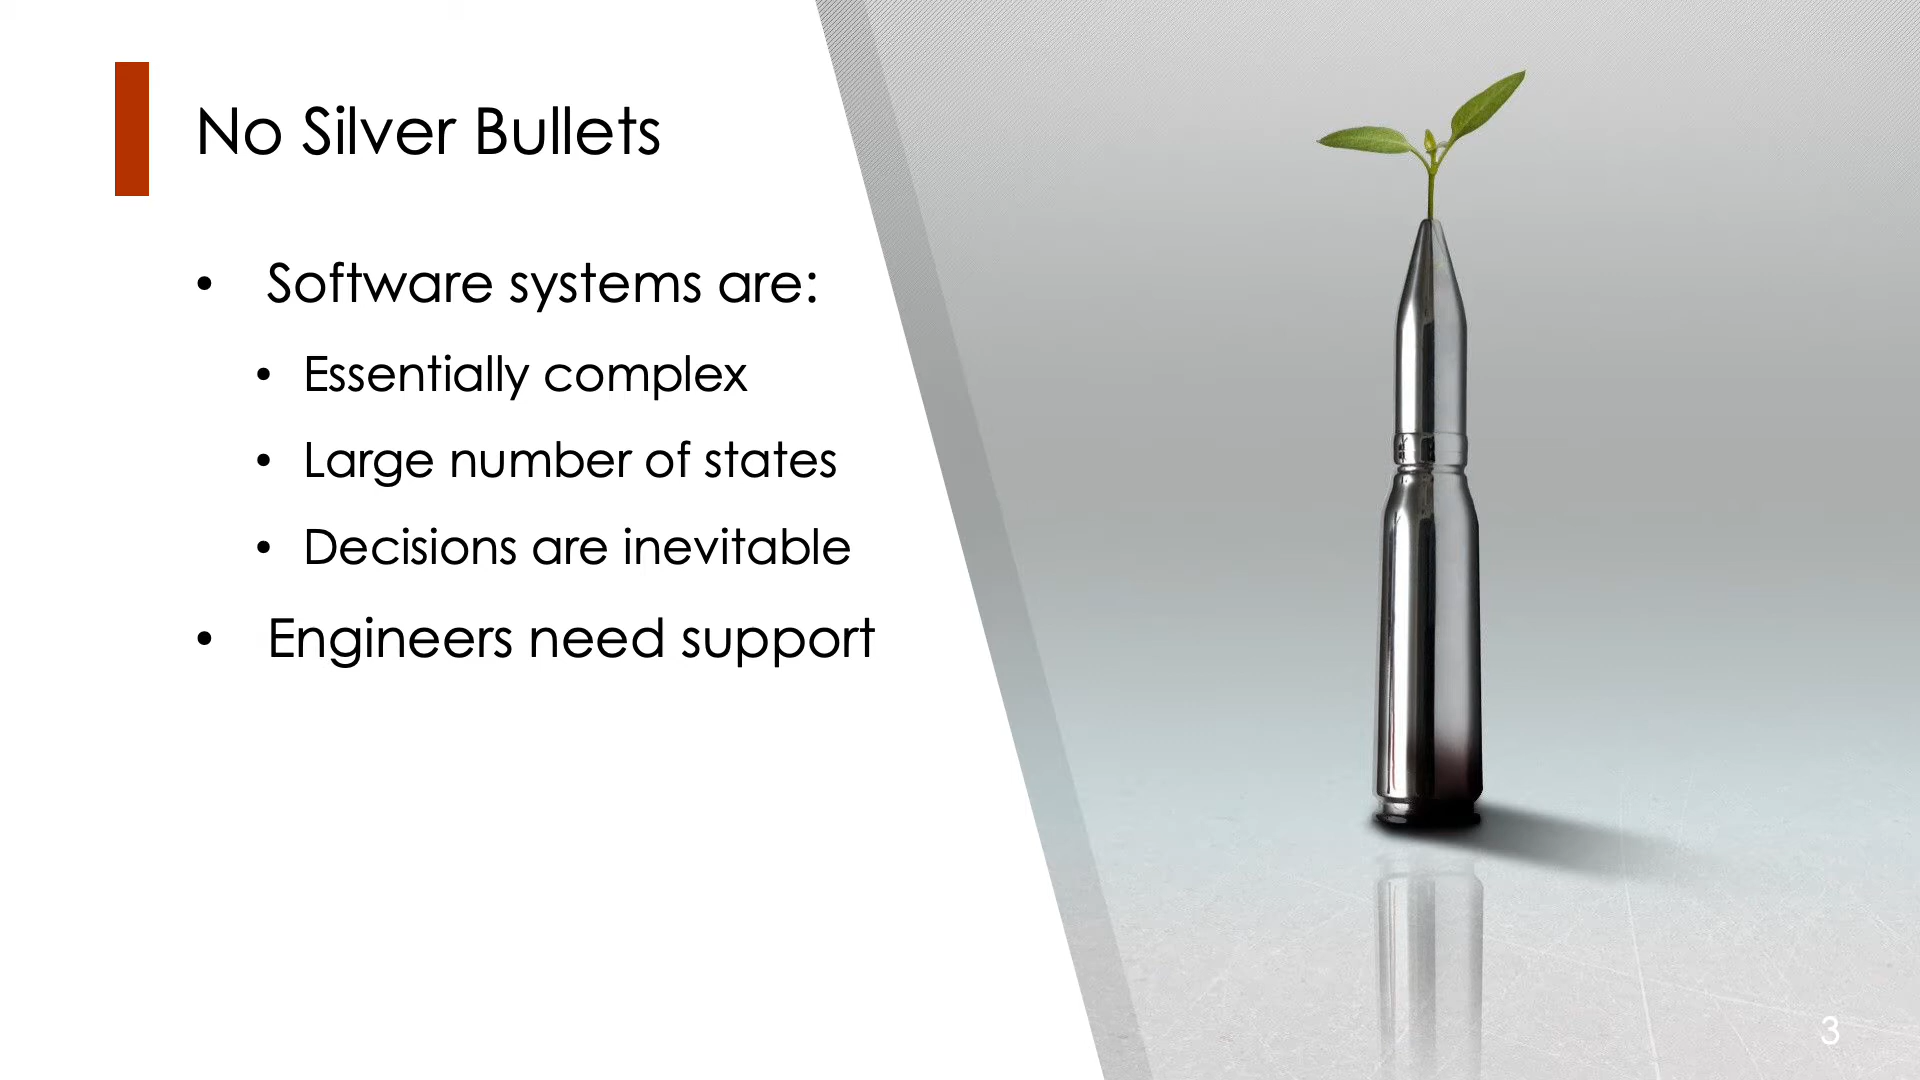 No Silver Bullets
• Software systems are:
• Essentially complex
• Large number of states
• Decisions are inevitable
• Engineers need support
3